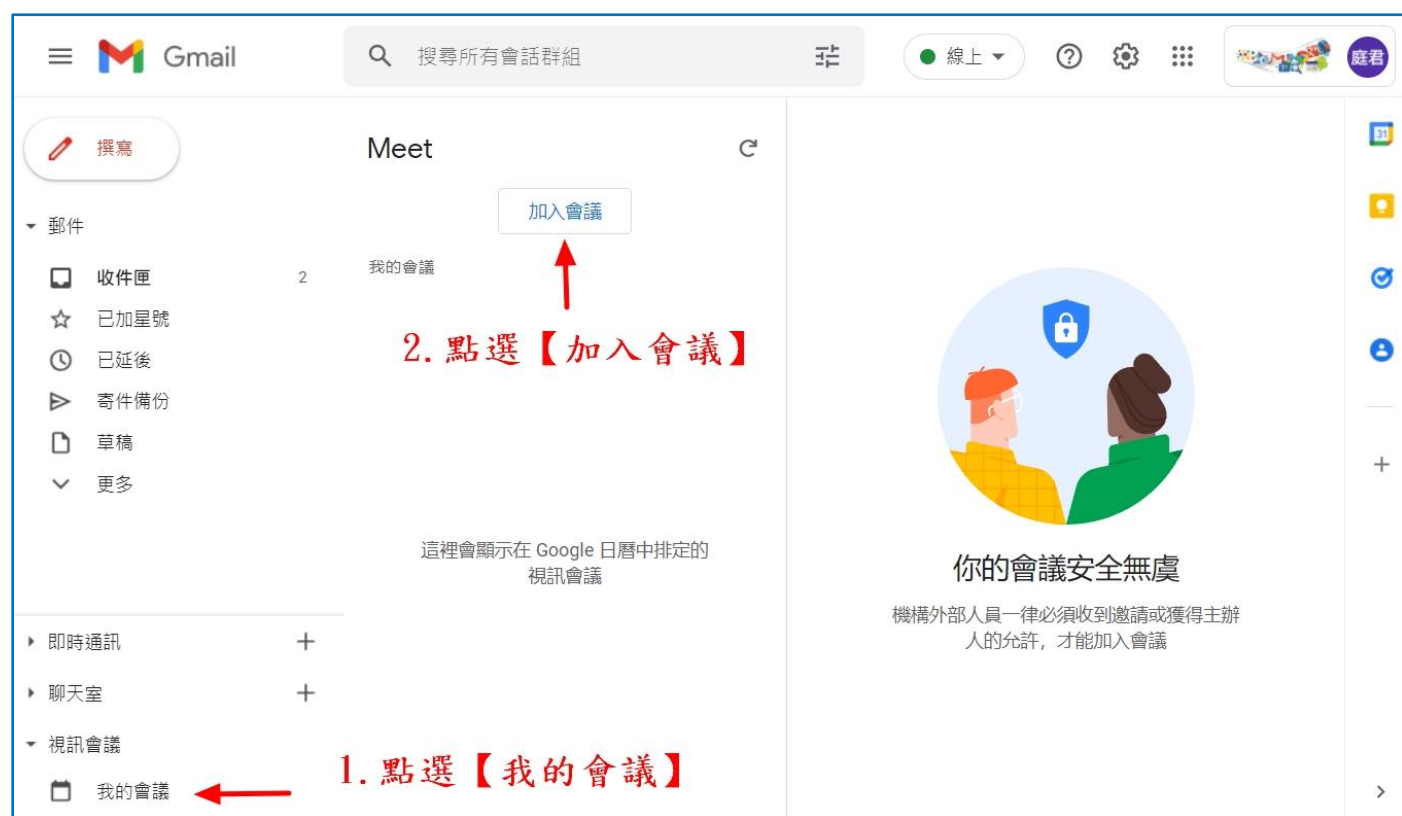 Gmail
搜尋所有會話群組
線上
庭君
撰寫
Meet
31
加入會議
郵件
我的會議
收件匣 2
已加星號
2. 點選【加入會議】
已延後
寄件備份
草稿
更多
這裡會顯示在 Google 日曆中排定的
視訊會議
你的會議安全無虞
機構外部人員一律必須收到邀請或獲得主辦
人的允許，才能加入會議
即時通訊
聊天室
視訊會議
1. 點選【我的會議】
我的會議